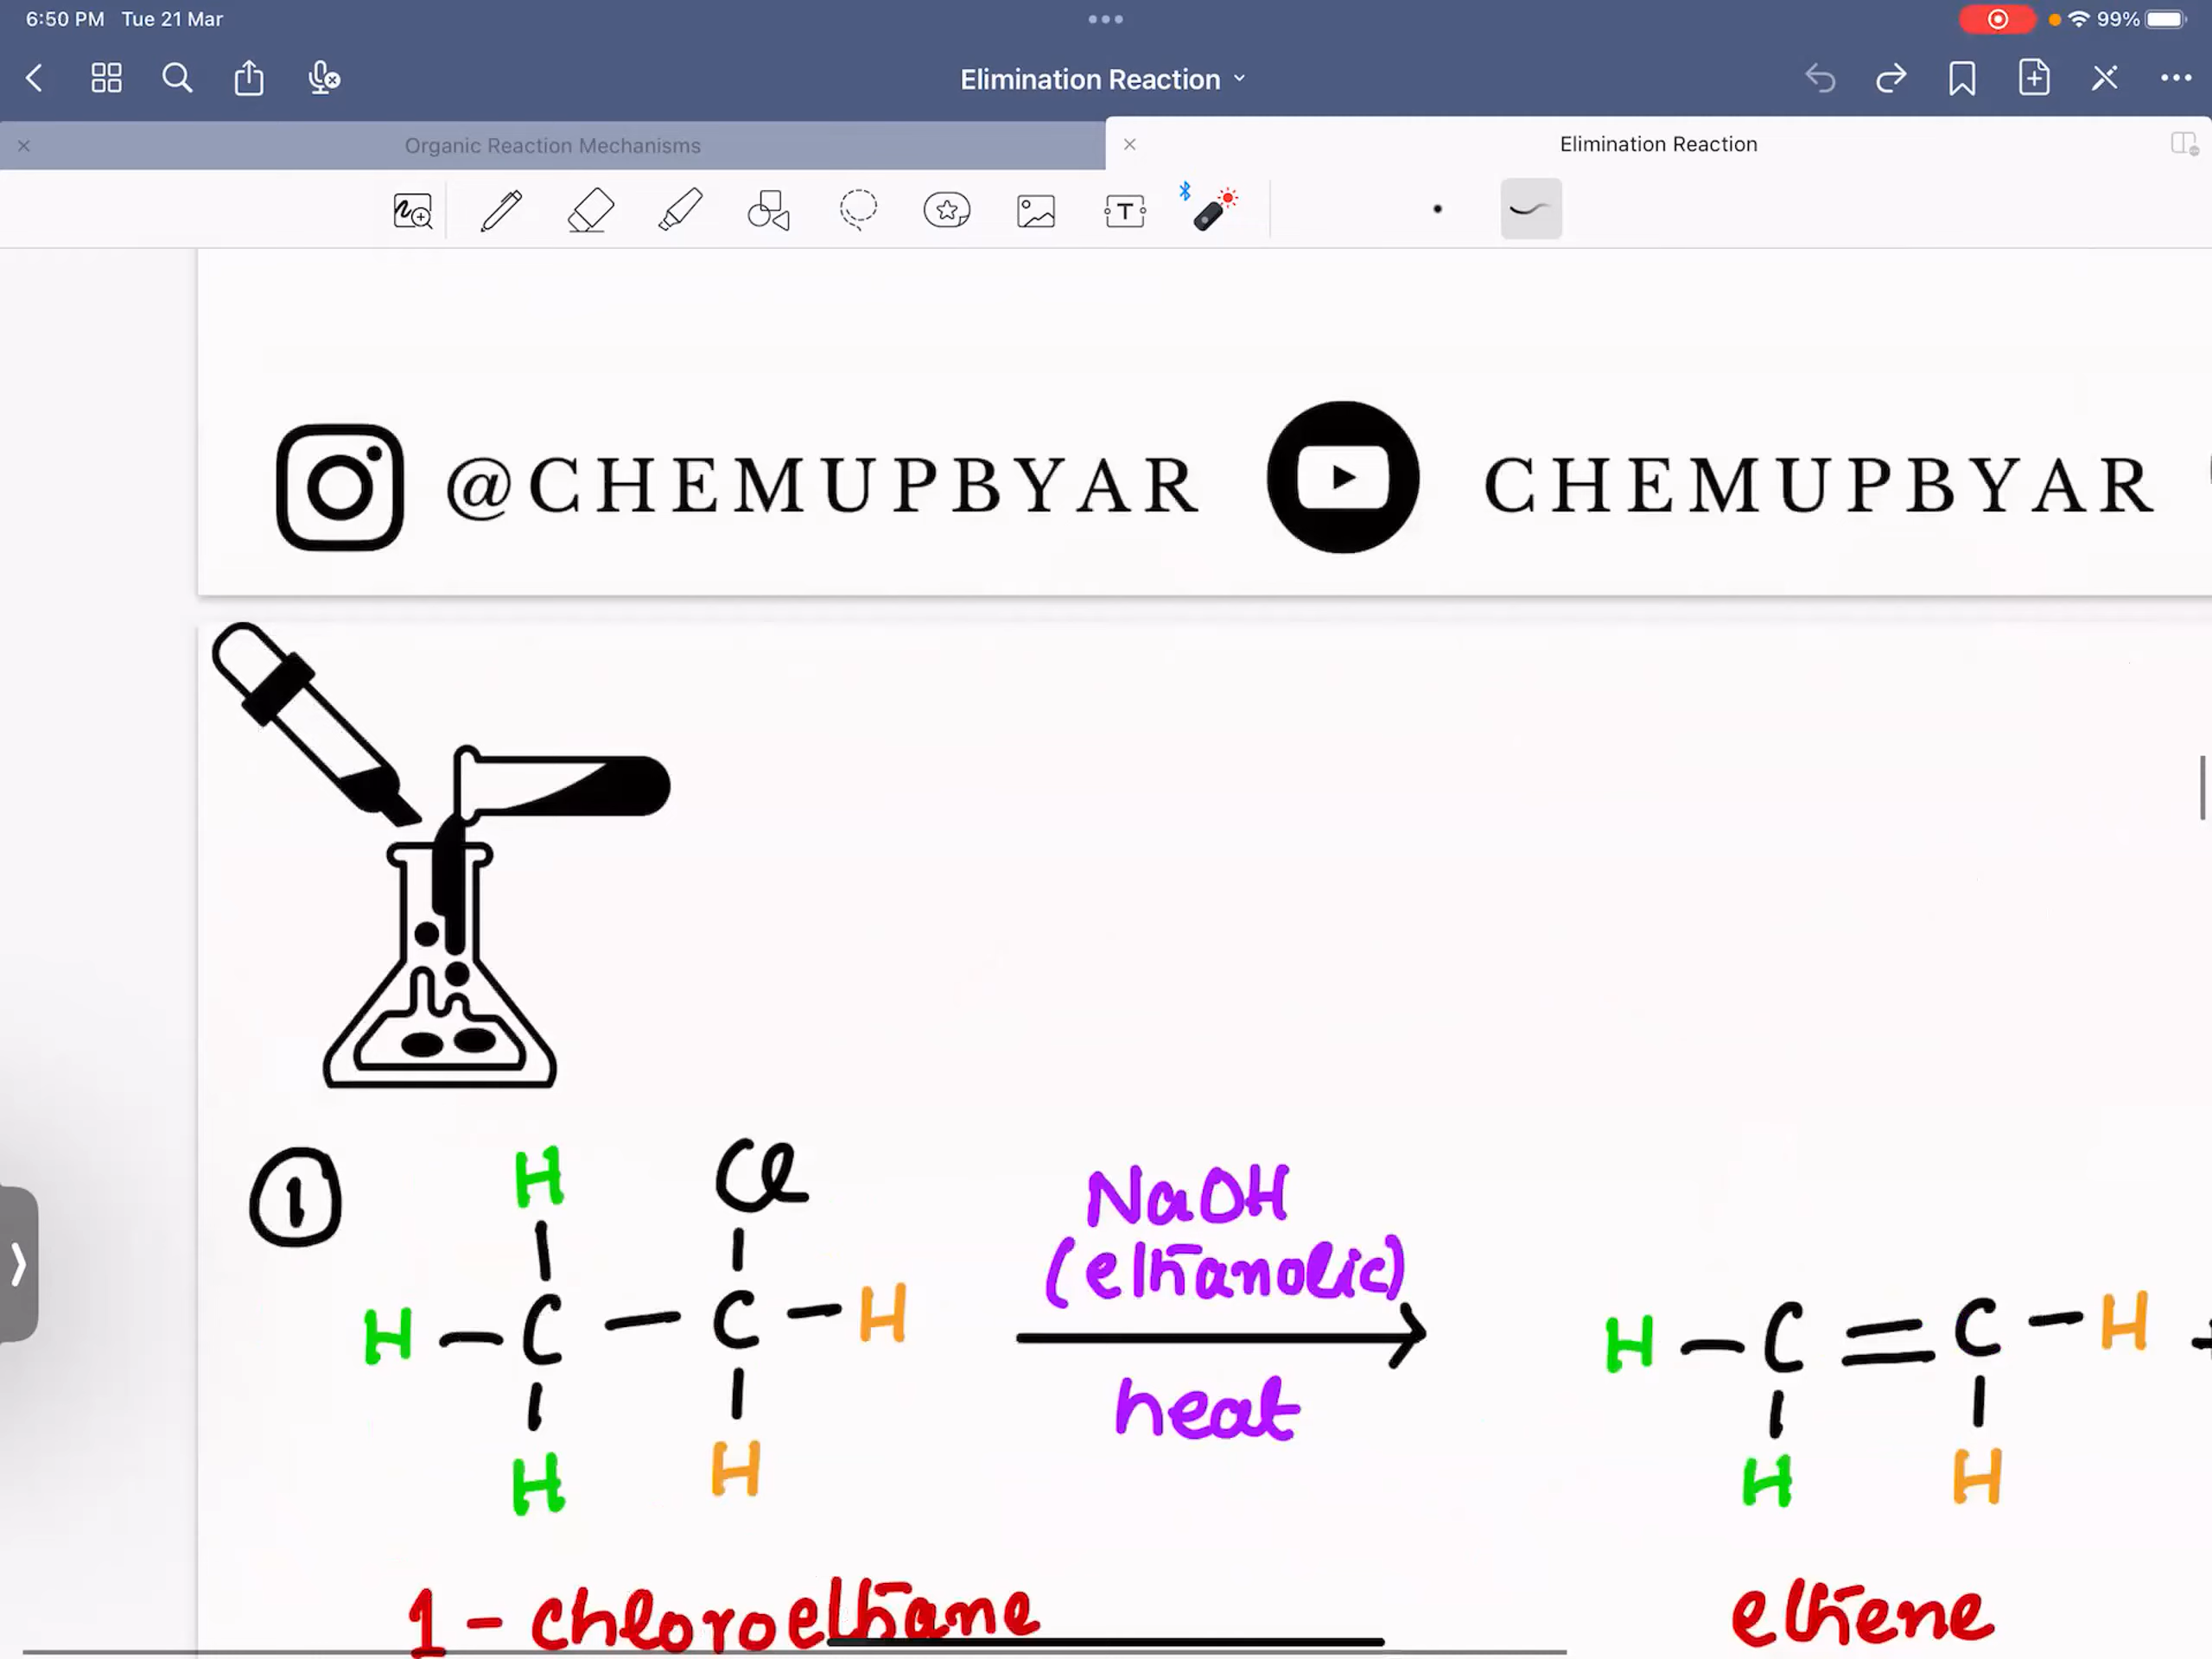 6:50 PM Tue 21 Mar
99%
Elimination Reaction
Organic Reaction Mechanisms
Elimination Reaction
T
@CHEMUPBYAR
CHEMUPBYAR
1
H Cl
H - C - C - H
H H
NaOH
(ethanolic)
heat
H - C = C - H +
H H
1 - chloroethane
ethene